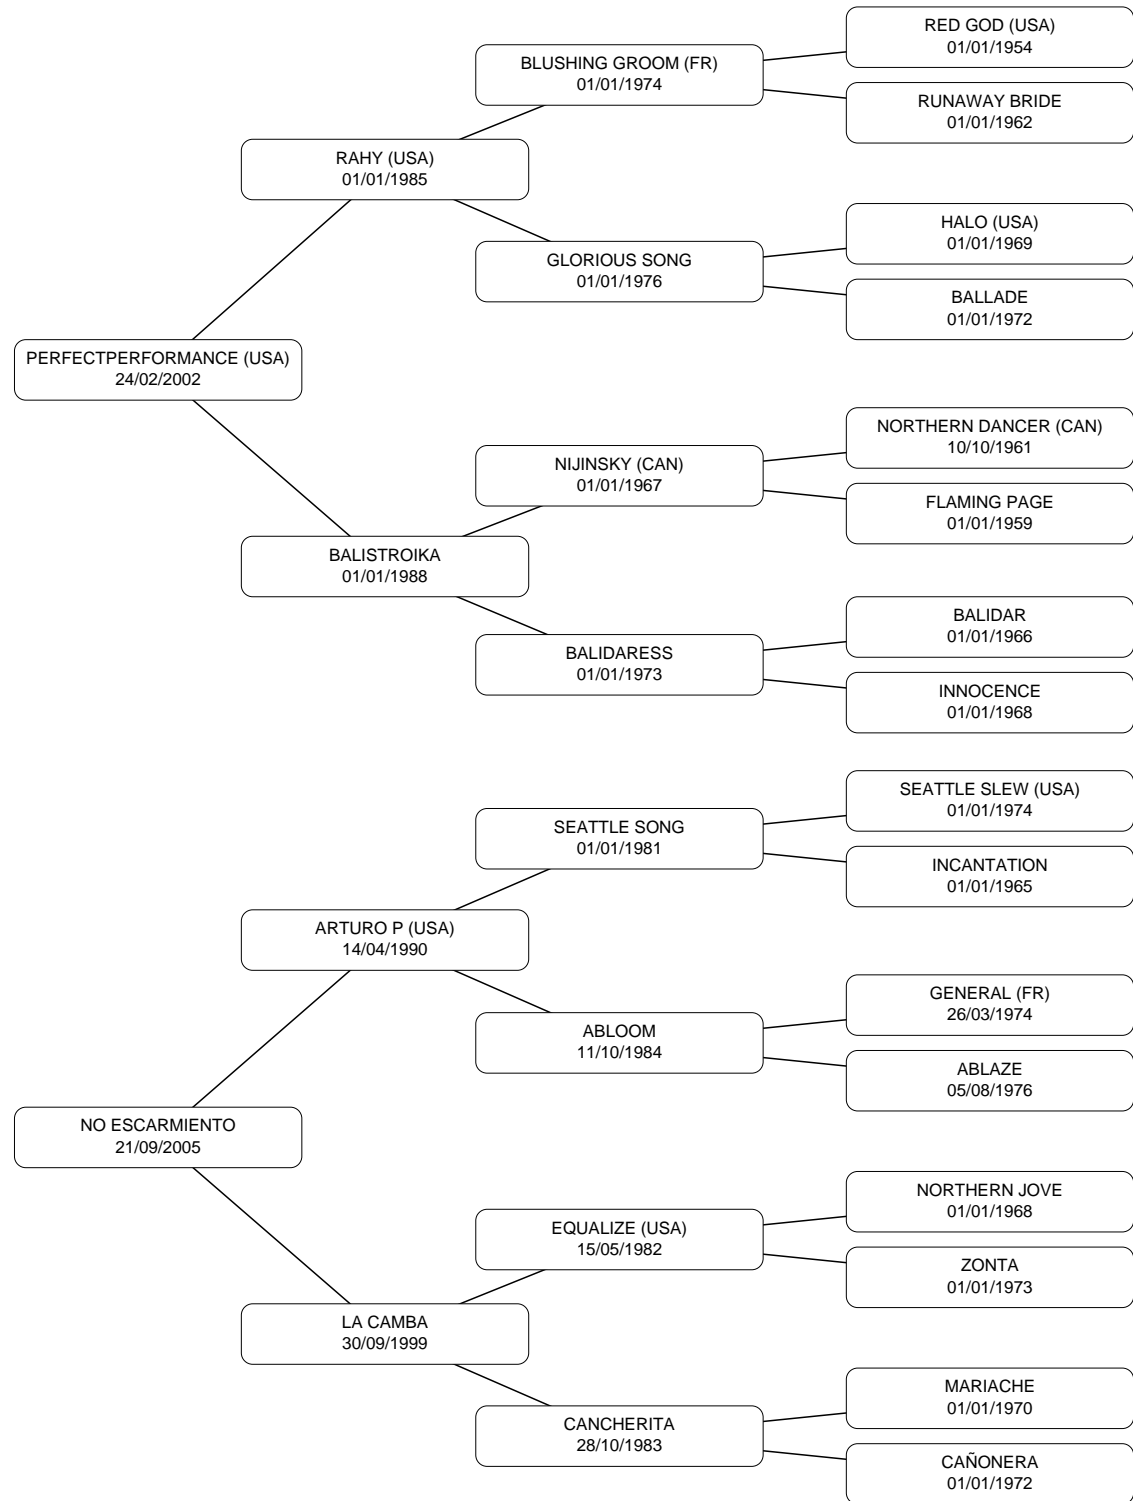 RED GOD (USA)
01/01/1954
BLUSHING GROOM (FR)
01/01/1974
RUNAWAY BRIDE
01/01/1962
RAHY (USA)
01/01/1985
HALO (USA)
01/01/1969
GLORIOUS SONG
01/01/1976
BALLADE
01/01/1972
PERFECTPERFORMANCE (USA)
24/02/2002
NORTHERN DANCER (CAN)
10/10/1961
NIJINSKY (CAN)
01/01/1967
FLAMING PAGE
01/01/1959
BALISTROIKA
01/01/1988
BALIDAR
01/01/1966
BALIDARESS
01/01/1973
INNOCENCE
01/01/1968
SEATTLE SLEW (USA)
01/01/1974
SEATTLE SONG
01/01/1981
INCANTATION
01/01/1965
ARTURO P (USA)
14/04/1990
GENERAL (FR)
26/03/1974
ABLOOM
11/10/1984
ABLAZE
05/08/1976
NO ESCARMIENTO
21/09/2005
NORTHERN JOVE
01/01/1968
EQUALIZE (USA)
15/05/1982
ZONTA
01/01/1973
LA CAMBA
30/09/1999
MARIACHE
01/01/1970
CANCHERITA
28/10/1983
CAÑONERA
01/01/1972